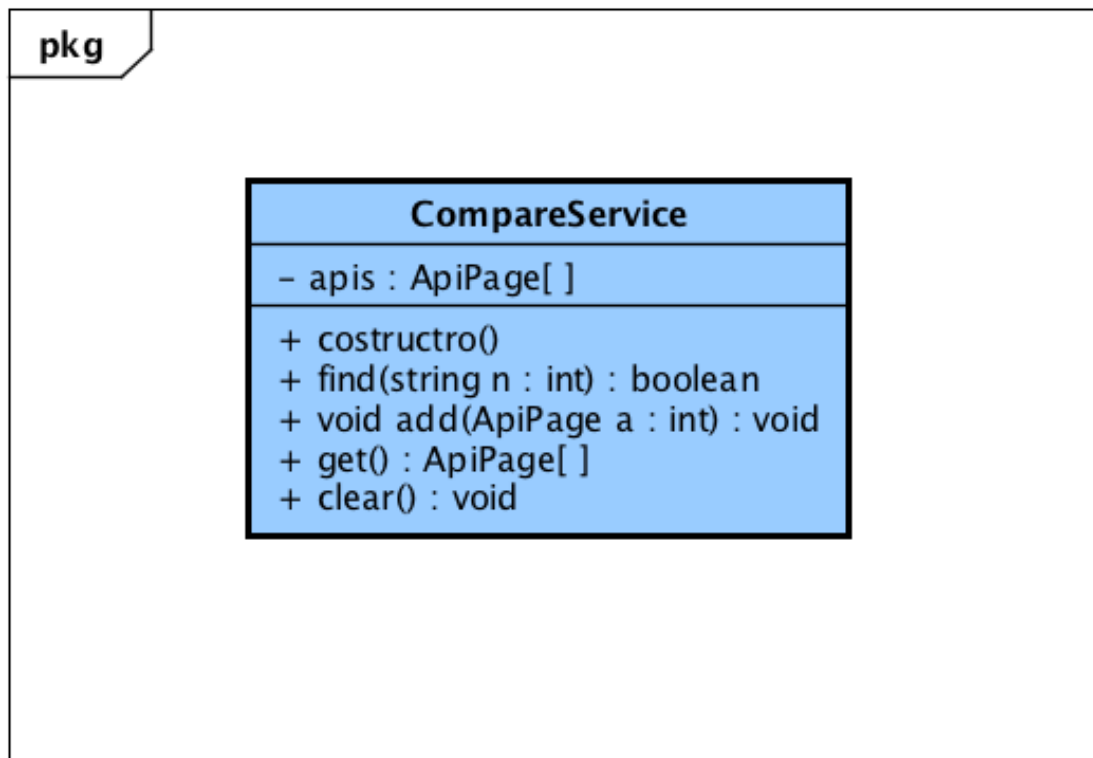 pkg
CompareService
- apis : ApiPage[ ]
+ costructro()
+ find(string n : int) : boolean
+ void add(ApiPage a : int) : void
+ get() : ApiPage[ ]
+ clear() : void